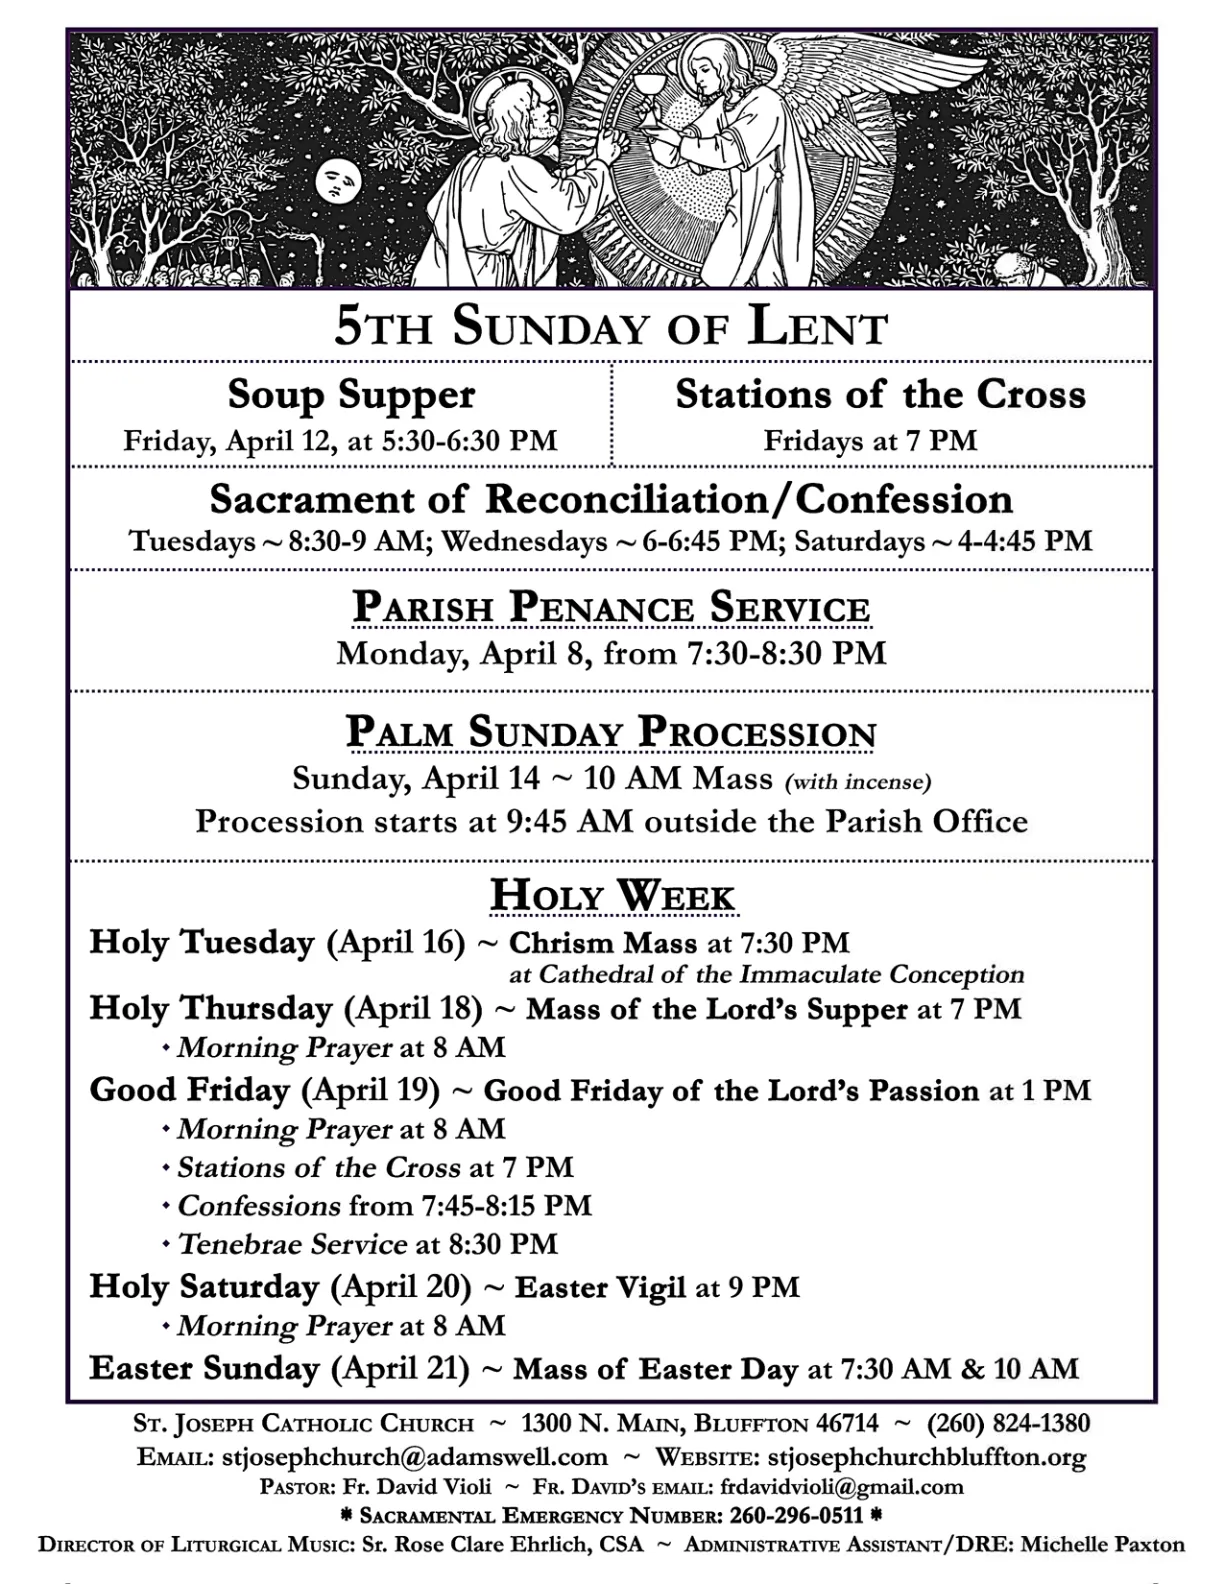 5th Sunday of Lent
Soup Supper
Friday, April 12, at 5:30-6:30 PM
Stations of the Cross
Fridays at 7 PM
Sacrament of Reconciliation/Confession
Tuesdays ~ 8:30-9 AM; Wednesdays ~ 6-6:45 PM; Saturdays ~ 4-4:45 PM
Parish Penance Service
Monday, April 8, from 7:30-8:30 PM
Palm Sunday Procession
Sunday, April 14 ~ 10 AM Mass (with incense)
Procession starts at 9:45 AM outside the Parish Office
Holy Week
Holy Tuesday (April 16) ~ Chrism Mass at 7:30 PM
at Cathedral of the Immaculate Conception
Holy Thursday (April 18) ~ Mass of the Lord's Supper at 7 PM
• Morning Prayer at 8 AM
Good Friday (April 19) ~ Good Friday of the Lord's Passion at 1 PM
• Morning Prayer at 8 AM
• Stations of the Cross at 7 PM
• Confessions from 7:45-8:15 PM
• Tenebrae Service at 8:30 PM
Holy Saturday (April 20) ~ Easter Vigil at 9 PM
• Morning Prayer at 8 AM
Easter Sunday (April 21) ~ Mass of Easter Day at 7:30 AM & 10 AM
St. Joseph Catholic Church ~ 1300 N. Main, Bluffton 46714 ~ (260) 824-1380
Email: stjosephchurch@adamswell.com ~ Website: stjosephchurchbluffton.org
Pastor: Fr. David Violi ~ Fr. David's email: frdavidvioli@gmail.com
* Sacramental Emergency Number: 260-296-0511 *
Director of Liturgical Music: Sr. Rose Clare Ehrlich, CSA ~ Administrative Assistant/DRE: Michelle Paxton